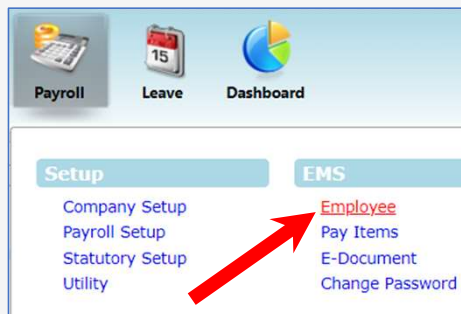 15
Payroll Leave Dashboard
Setup EMS
Company Setup Employee
Payroll Setup Pay Items
Statutory Setup E-Document
Utility Change Password